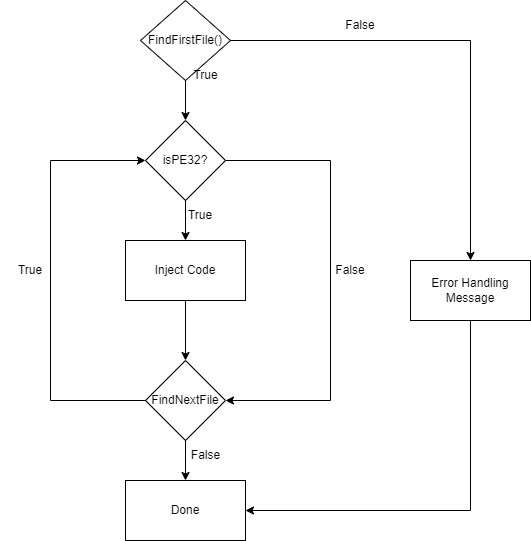 False
FindFirstFile()
True
isPE32?
True
Inject Code
True
False
Error Handling
Message
FindNextFile
False
Done